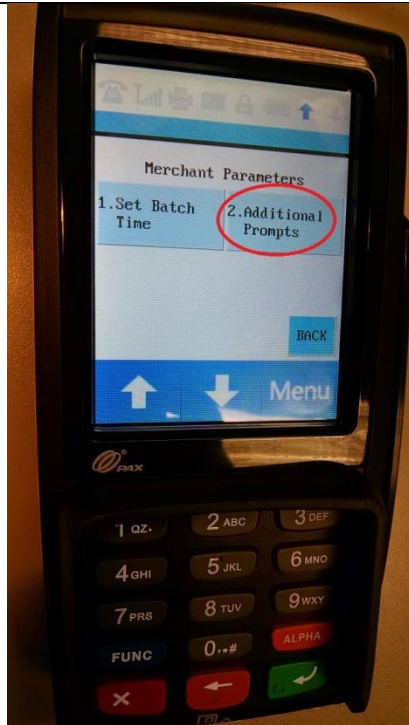 Merchant Parameters
1.Set Batch
Time
2.Additional
Prompts
BACK
Menu
PAX
1 QZ.
2 ABC
3 DEF
4 GHI
5 JKL
6 MNO
7 PRS
8 TUV
9 WXY
FUNC
0,*#
ALPHA